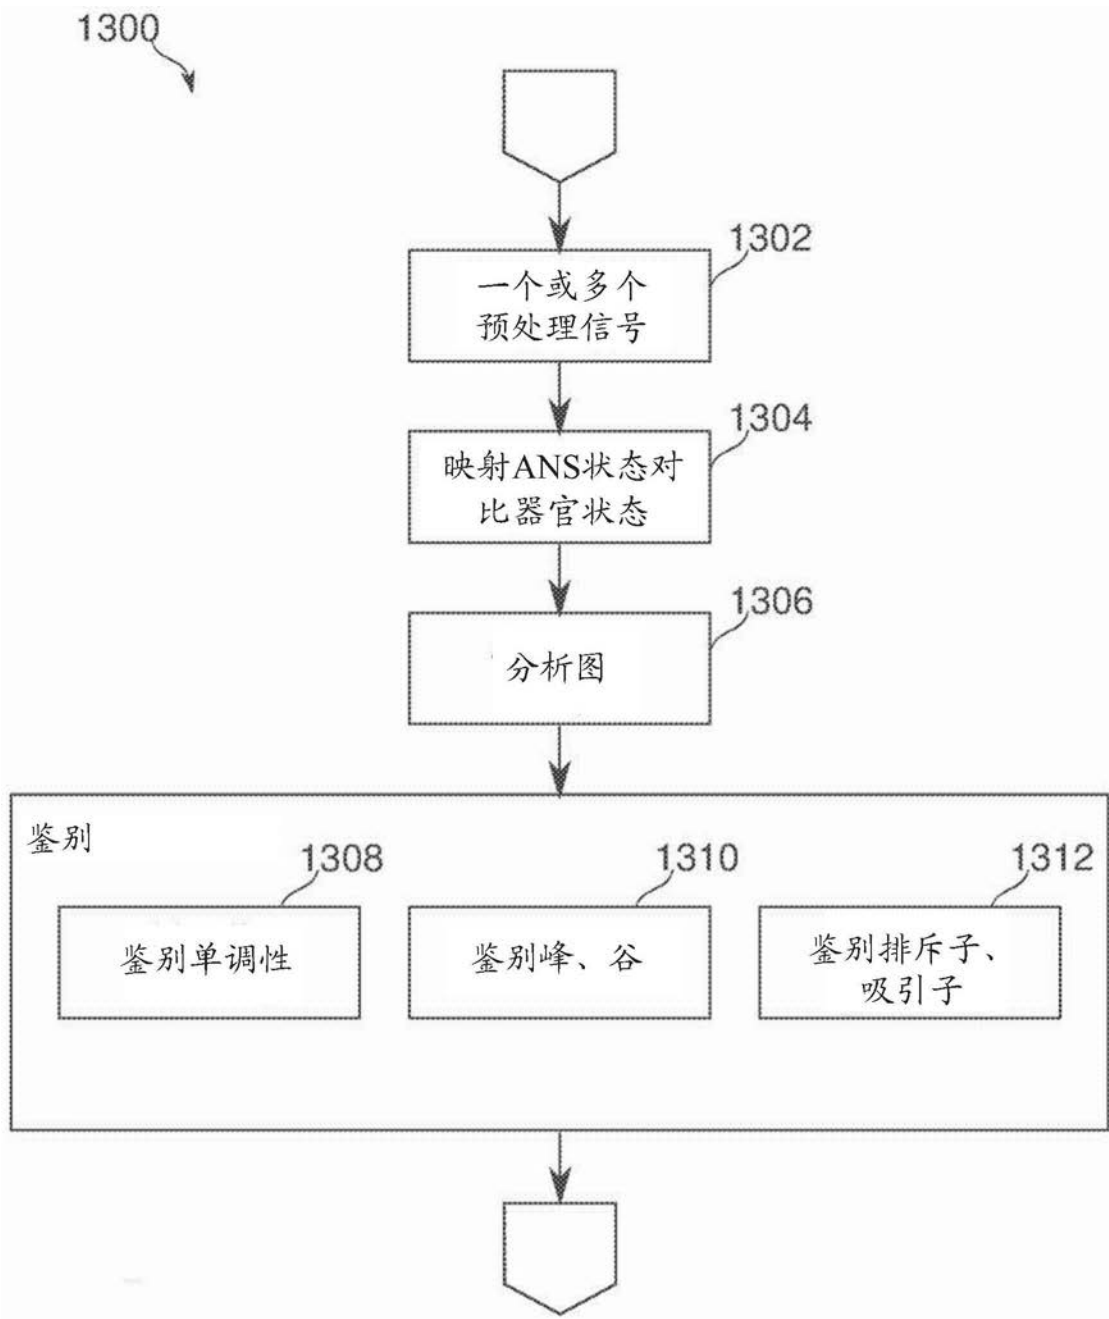 1300
1302
一个或多个
预处理信号
1304
映射ANS状态对
比器官状态
1306
分析图
鉴别
1308
鉴别单调性
1310
鉴别峰、谷
1312
鉴别排斥子、
吸引子